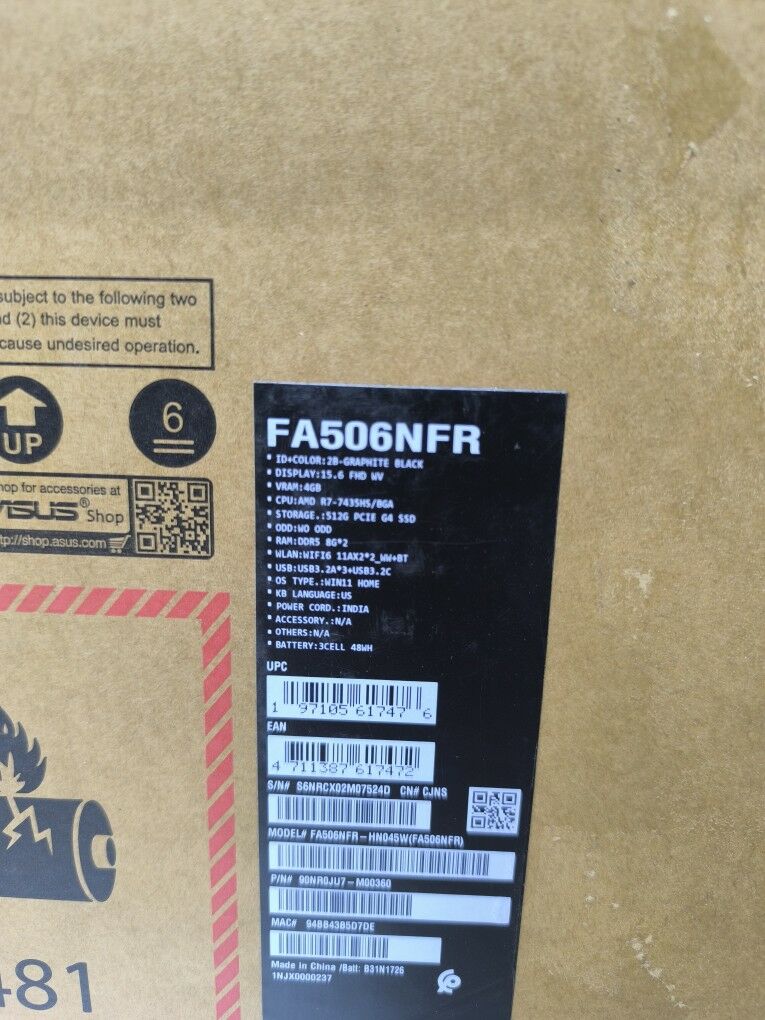 subject to the following two
nd (2) this device must
cause undesired operation.
UP
6
hop for accessories at
ASUS® Shop
tp://shop.asus.com
481
FA506NFR
• ID+COLOR:2B-GRAPHITE BLACK
• DISPLAY:15.6 FHD WV
• VRAM:4GB
• CPU:AMD R7-7435HS/BGA
• STORAGE.:512G PCIE G4 SSD
• ODD:WO ODD
• RAM:DDR5 8G*2
• WLAN:WIFI6 11AX2*2_WW+BT
• USB:USB3.2A*3+USB3.2C
• OS TYPE.:WIN11 HOME
• KB LANGUAGE:US
• POWER CORD.:INDIA
• ACCESSORY.:N/A
• OTHERS:N/A
• BATTERY:3CELL 48WH
UPC
1 97105 61747 6
EAN
4 711387 617472
S/N# S6NRCX02M07524D CN# CJNS
MODEL# FA506NFR-HN045W(FA506NFR)
P/N# 90NR0JU7-M00360
MAC# 94BB43B5D7DE
Made in China /Batt: B31N1726
1NJX0000237